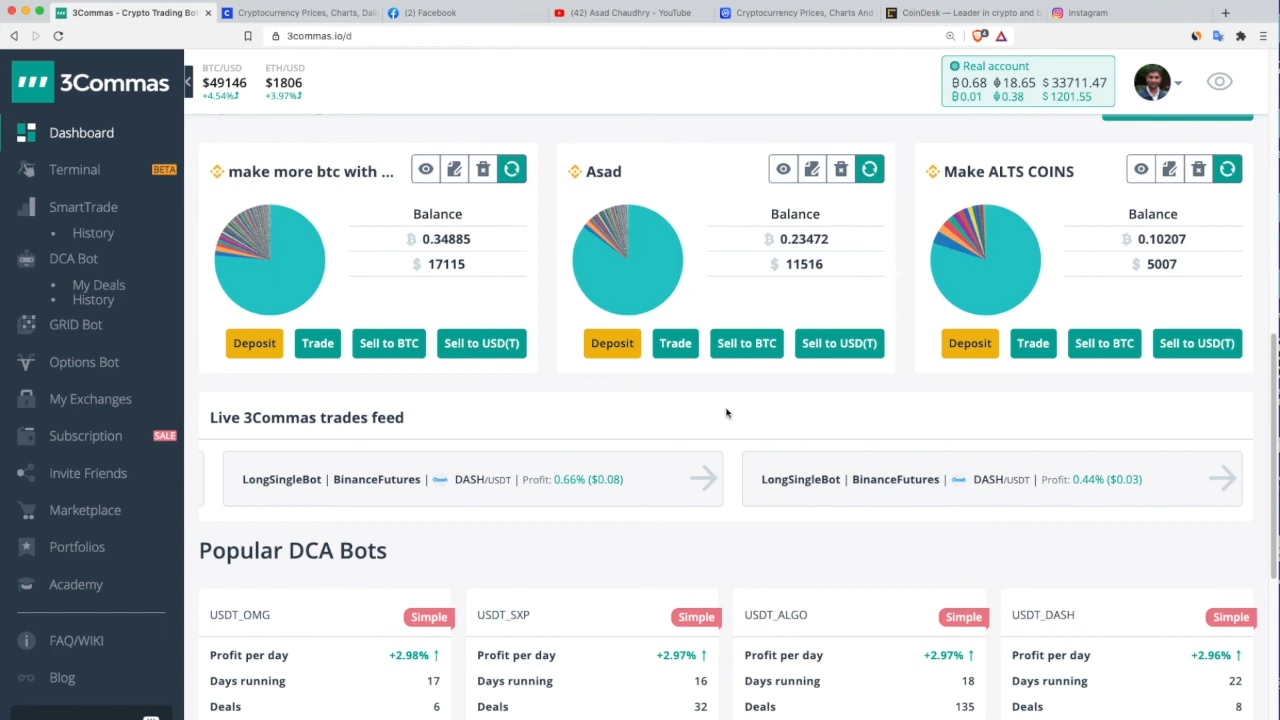 3Commas - Crypto Trading Bot
Cryptocurrency Prices, Charts, Dail
(2) Facebook
(42) Asad Chaudhry - YouTube
Cryptocurrency Prices, Charts And
CoinDesk — Leader in crypto and b
Instagram
3commas.io/d
3Commas
BTC/USD
$49146
+4.54%
ETH/USD
$1806
+3.97%
Real account
0.68 18.65 $ 33711.47
0.01 0.38 $ 1201.55
Dashboard
Terminal
BETA
SmartTrade
History
DCA Bot
My Deals
History
GRID Bot
Options Bot
My Exchanges
Subscription
SALE
Invite Friends
Marketplace
Portfolios
Academy
FAQ/WIKI
Blog
make more btc with ...
Balance
0.34885
$ 17115
Deposit
Trade
Sell to BTC
Sell to USD(T)
Asad
Balance
0.23472
$ 11516
Deposit
Trade
Sell to BTC
Sell to USD(T)
Make ALTS COINS
Balance
0.10207
$ 5007
Deposit
Trade
Sell to BTC
Sell to USD(T)
Live 3Commas trades feed
LongSingleBot | BinanceFutures | DASH/USDT | Profit: 0.66% ($0.08)
LongSingleBot | BinanceFutures | DASH/USDT | Profit: 0.44% ($0.03)
Popular DCA Bots
USDT_OMG
Simple
Profit per day +2.98% ↑
Days running 17
Deals 6
USDT_SXP
Simple
Profit per day +2.97% ↑
Days running 16
Deals 32
USDT_ALGO
Simple
Profit per day +2.97% ↑
Days running 18
Deals 135
USDT_DASH
Simple
Profit per day +2.96% ↑
Days running 22
Deals 8